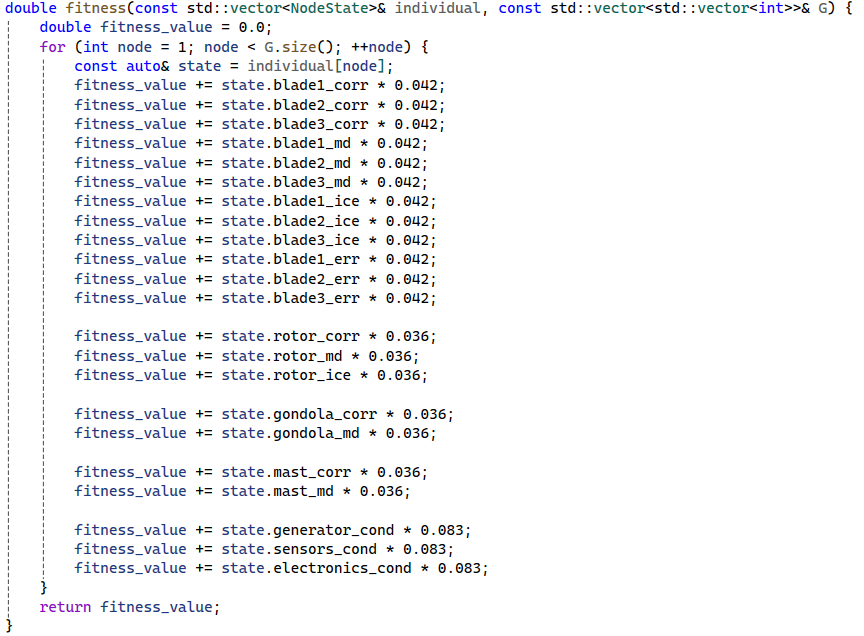 double fitness(const std::vector<NodeState>& individual, const std::vector<std::vector<int>>& G) {
    double fitness_value = 0.0;
    for (int node = 1; node < G.size(); ++node) {
        const auto& state = individual[node];
        fitness_value += state.blade1_corr * 0.042;
        fitness_value += state.blade2_corr * 0.042;
        fitness_value += state.blade3_corr * 0.042;
        fitness_value += state.blade1_md * 0.042;
        fitness_value += state.blade2_md * 0.042;
        fitness_value += state.blade3_md * 0.042;
        fitness_value += state.blade1_ice * 0.042;
        fitness_value += state.blade2_ice * 0.042;
        fitness_value += state.blade3_ice * 0.042;
        fitness_value += state.blade1_err * 0.042;
        fitness_value += state.blade2_err * 0.042;
        fitness_value += state.blade3_err * 0.042;

        fitness_value += state.rotor_corr * 0.036;
        fitness_value += state.rotor_md * 0.036;
        fitness_value += state.rotor_ice * 0.036;

        fitness_value += state.gondola_corr * 0.036;
        fitness_value += state.gondola_md * 0.036;

        fitness_value += state.mast_corr * 0.036;
        fitness_value += state.mast_md * 0.036;

        fitness_value += state.generator_cond * 0.083;
        fitness_value += state.sensors_cond * 0.083;
        fitness_value += state.electronics_cond * 0.083;
    }
    return fitness_value;
}